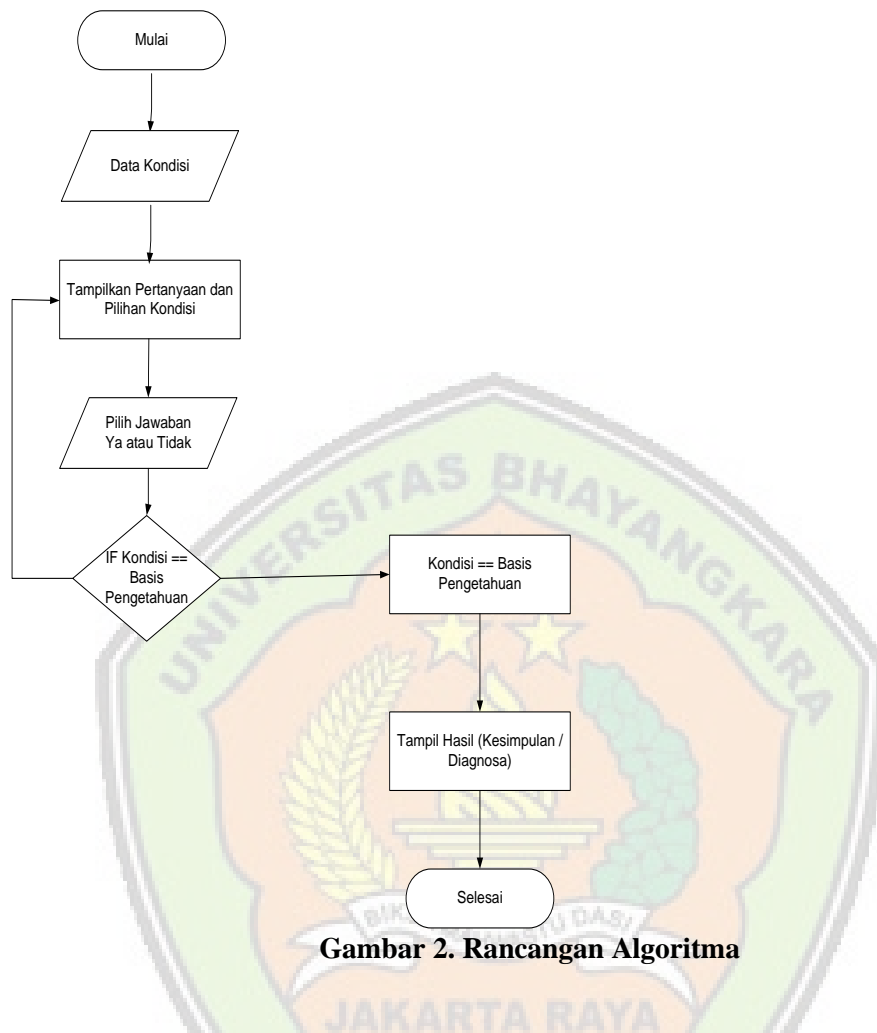 Mulai
Data Kondisi
Tampilkan Pertanyaan dan
Pilihan Kondisi
Pilih Jawaban
Ya atau Tidak
IF Kondisi ==
Basis
Pengetahuan
Kondisi == Basis
Pengetahuan
Tampil Hasil (Kesimpulan /
Diagnosa)
Selesai
Gambar 2. Rancangan Algoritma
UNIVERSITAS BHAYANGKARA
JAKARTA RAYA